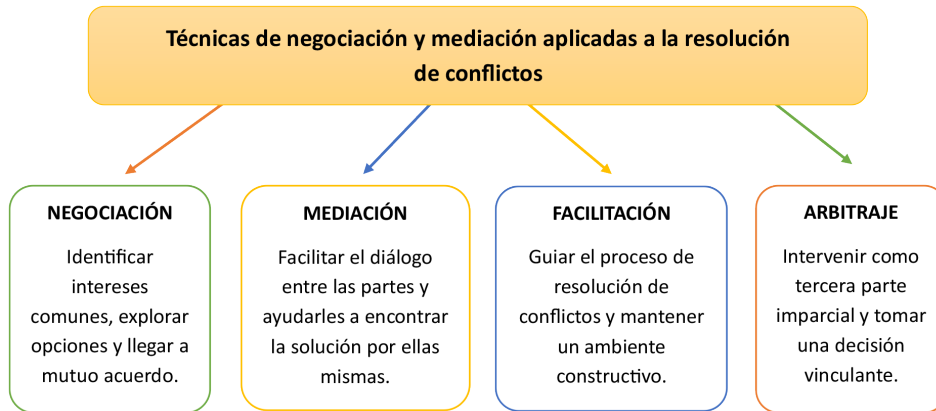 Técnicas de negociación y mediación aplicadas a la resolución
de conflictos
NEGOCIACIÓN
Identificar
intereses
comunes, explorar
opciones y llegar a
mutuo acuerdo.
MEDIACIÓN
Facilitar el diálogo
entre las partes y
ayudarles a encontrar
la solución por ellas
mismas.
FACILITACIÓN
Guiar el proceso de
resolución de
conflictos y mantener
un ambiente
constructivo.
ARBITRAJE
Intervenir como
tercera parte
imparcial y tomar
una decisión
vinculante.